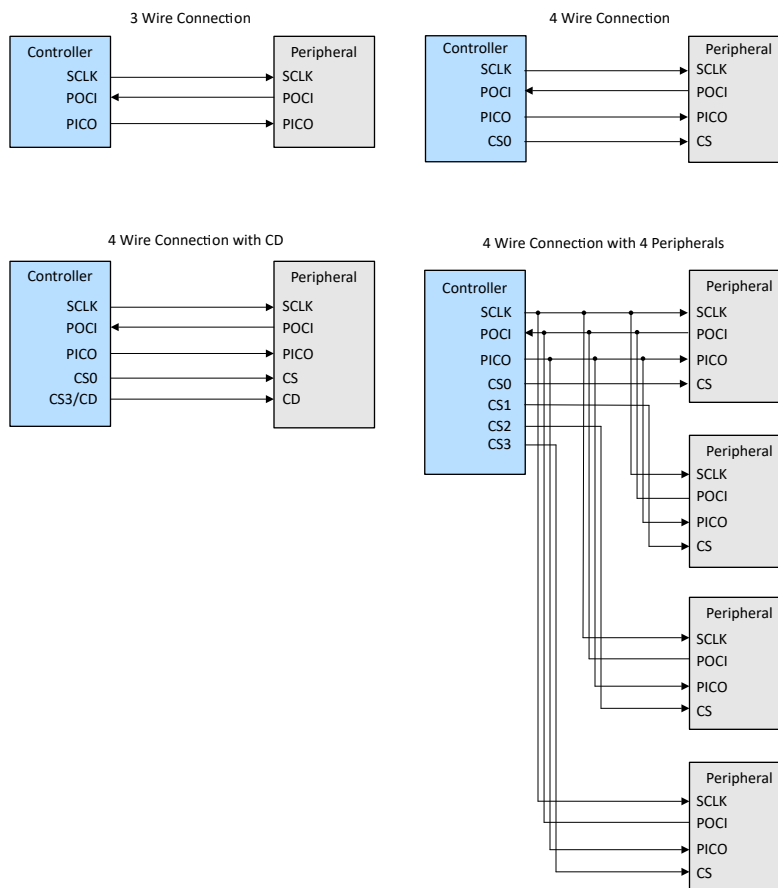 3 Wire Connection
Controller
SCLK
POCI
PICO
Peripheral
SCLK
POCI
PICO
4 Wire Connection
Controller
SCLK
POCI
PICO
CS0
Peripheral
SCLK
POCI
PICO
CS
4 Wire Connection with CD
Controller
SCLK
POCI
PICO
CS0
CS3/CD
Peripheral
SCLK
POCI
PICO
CS
CD
4 Wire Connection with 4 Peripherals
Controller
SCLK
POCI
PICO
CS0
CS1
CS2
CS3
Peripheral
SCLK
POCI
PICO
CS
Peripheral
SCLK
POCI
PICO
CS
Peripheral
SCLK
POCI
PICO
CS
Peripheral
SCLK
POCI
PICO
CS